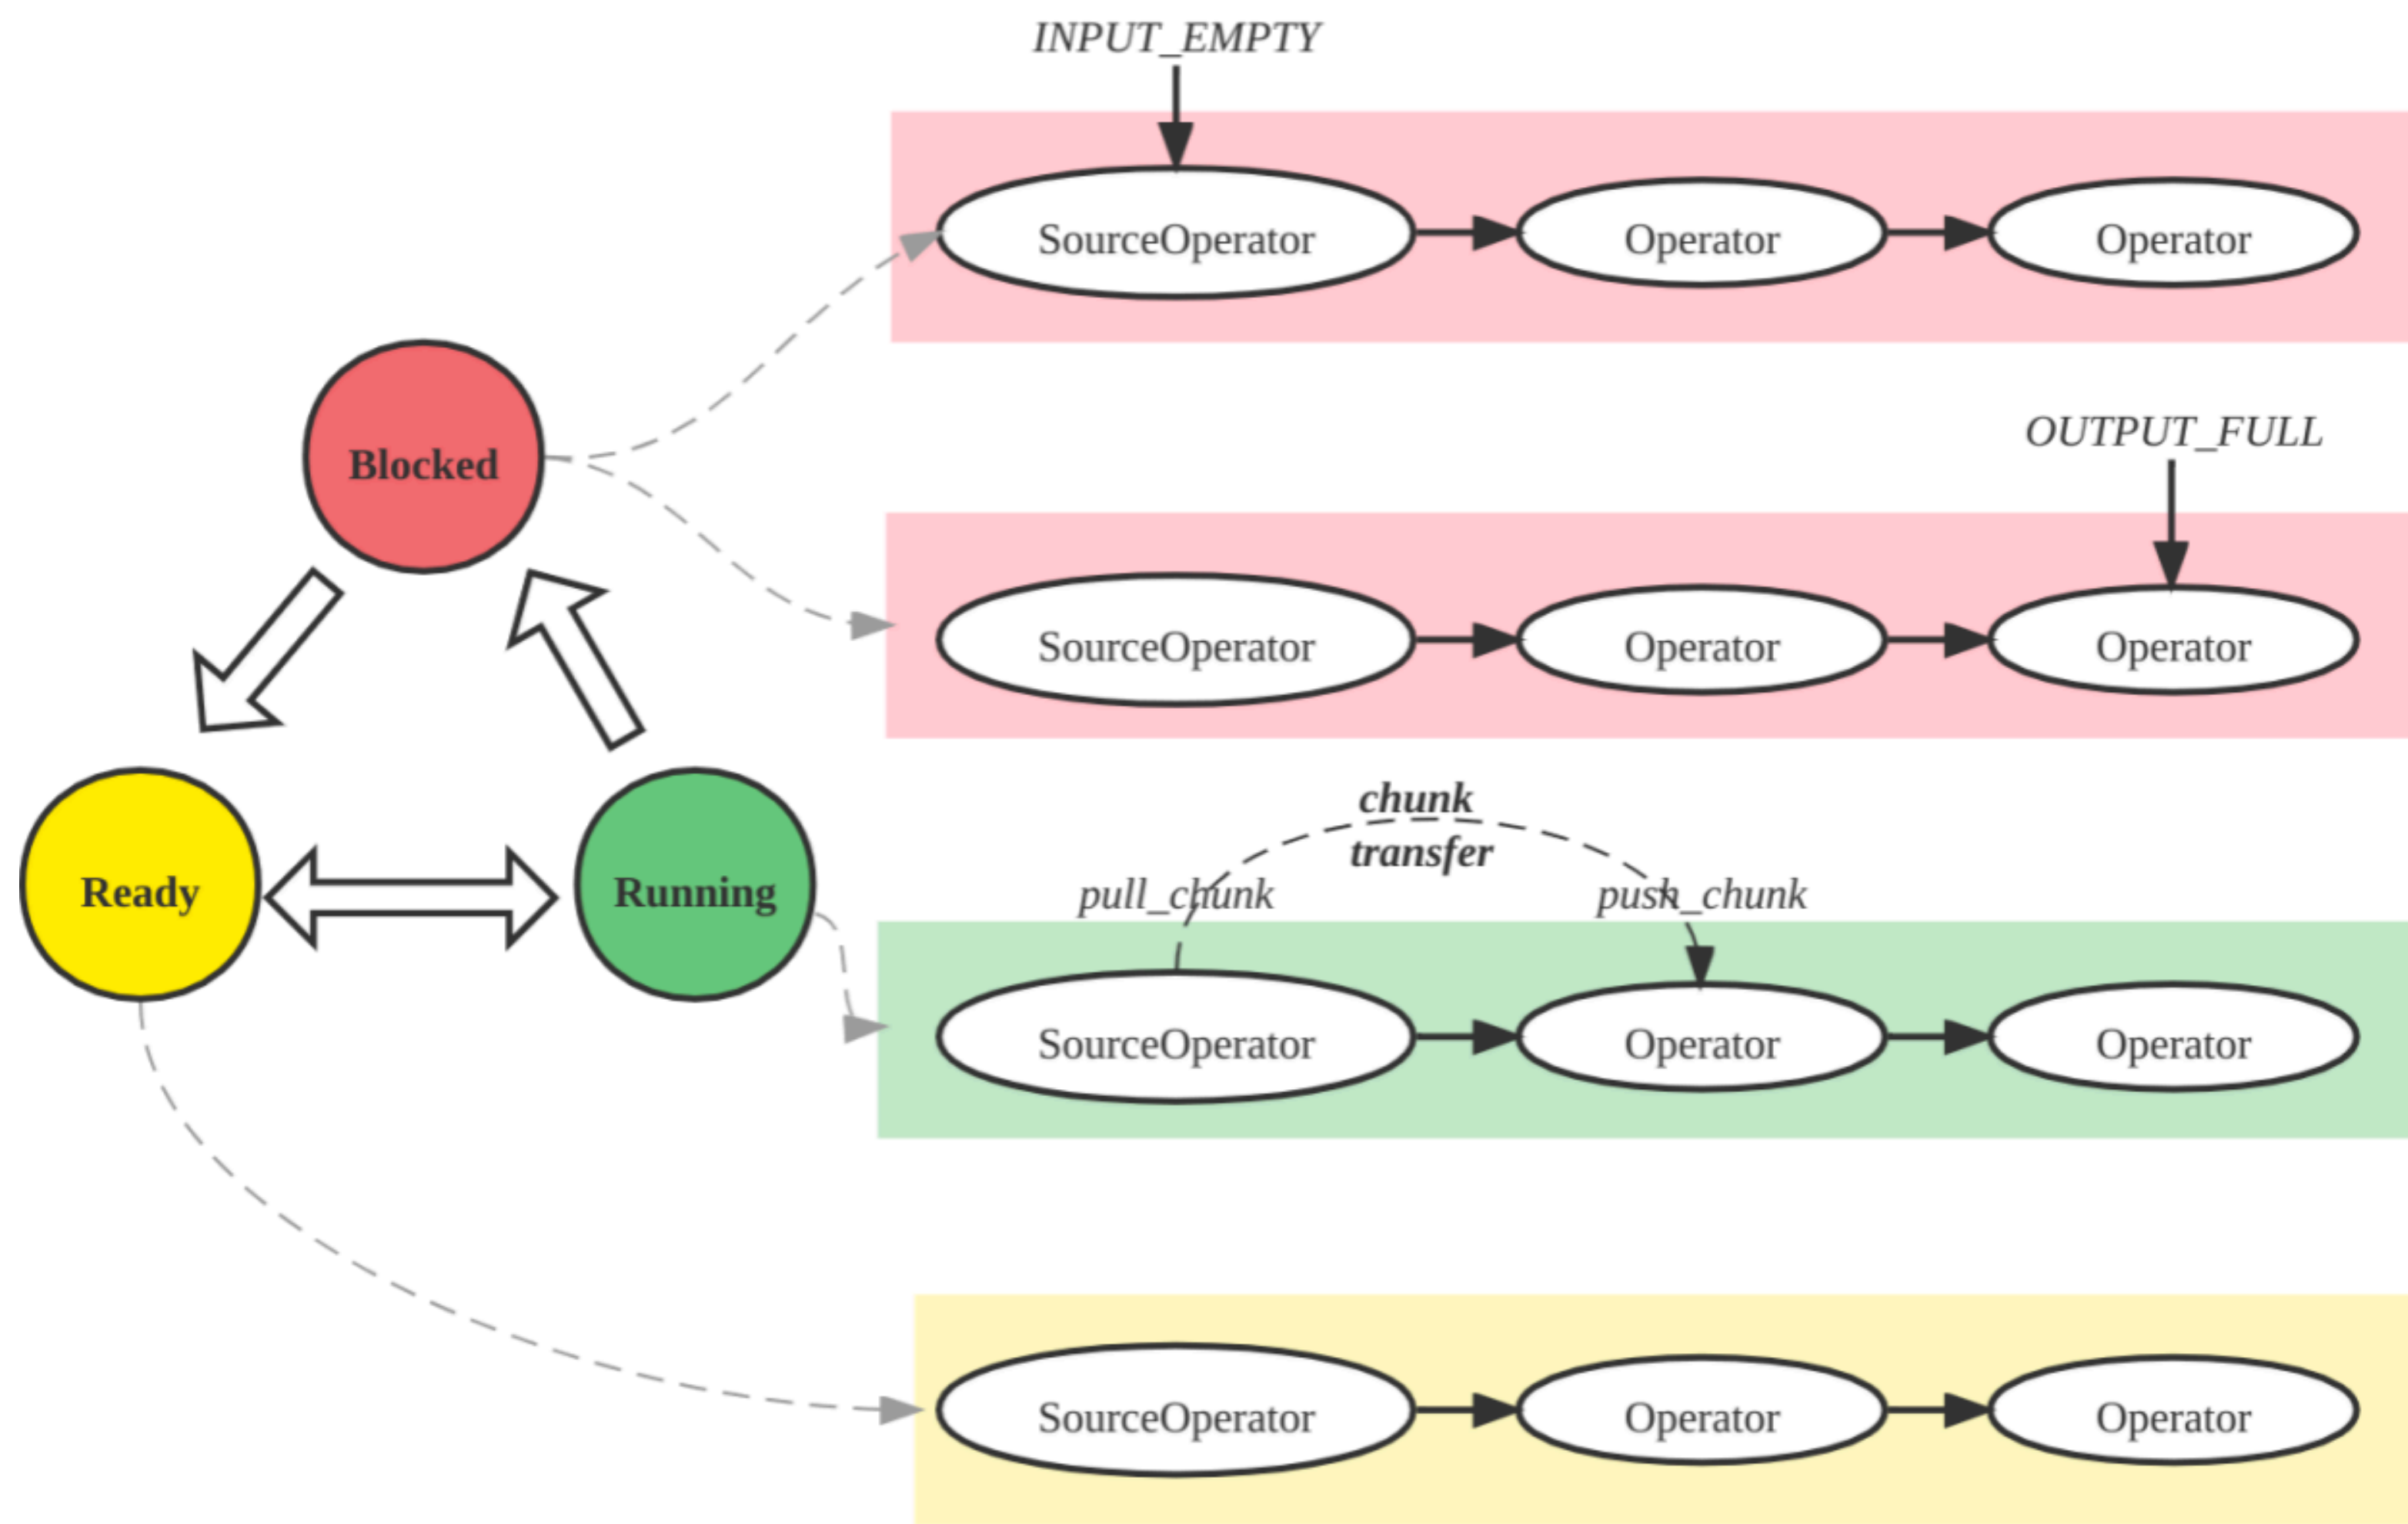 INPUT_EMPTY
SourceOperator
Operator
Operator
Blocked
OUTPUT_FULL
SourceOperator
Operator
Operator
chunk
transfer
pull_chunk
push_chunk
Ready
Running
SourceOperator
Operator
Operator
SourceOperator
Operator
Operator